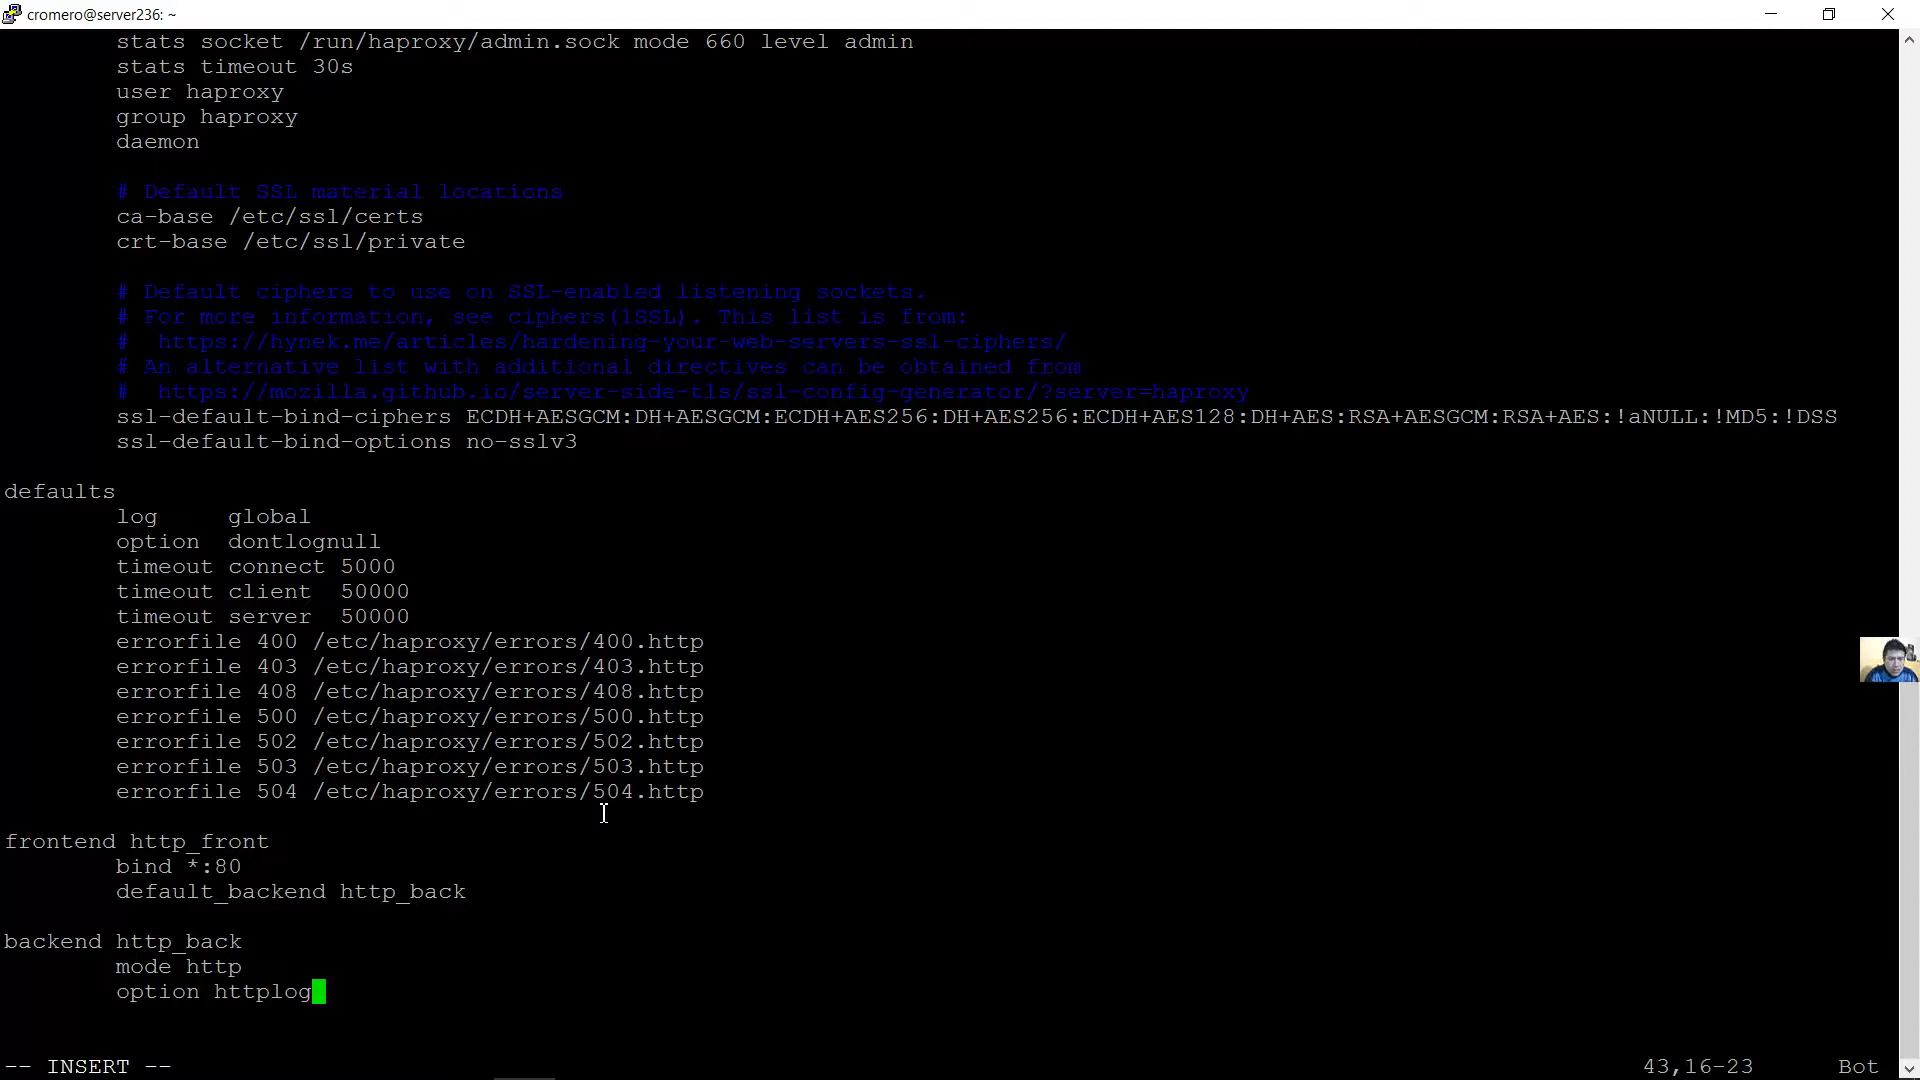 cromero@server236: ~
stats socket /run/haproxy/admin.sock mode 660 level admin
stats timeout 30s
user haproxy
group haproxy
daemon
# Default SSL material locations
ca-base /etc/ssl/certs
crt-base /etc/ssl/private
# Default ciphers to use on SSL-enabled listening sockets.
# For more information, see ciphers(1SSL). This list is from:
#  https://hynek.me/articles/hardening-your-web-servers-ssl-ciphers/
# An alternative list with additional directives can be obtained from
#  https://mozilla.github.io/server-side-tls/ssl-config-generator/?server=haproxy
ssl-default-bind-ciphers ECDH+AESGCM:DH+AESGCM:ECDH+AES256:DH+AES256:ECDH+AES128:DH+AES:RSA+AESGCM:RSA+AES:!aNULL:!MD5:!DSS
ssl-default-bind-options no-sslv3
defaults
log     global
option  dontlognull
timeout connect 5000
timeout client  50000
timeout server  50000
errorfile 400 /etc/haproxy/errors/400.http
errorfile 403 /etc/haproxy/errors/403.http
errorfile 408 /etc/haproxy/errors/408.http
errorfile 500 /etc/haproxy/errors/500.http
errorfile 502 /etc/haproxy/errors/502.http
errorfile 503 /etc/haproxy/errors/503.http
errorfile 504 /etc/haproxy/errors/504.http
frontend http_front
bind *:80
default_backend http_back
backend http_back
mode http
option httplog
-- INSERT --                    43,16-23      Bot